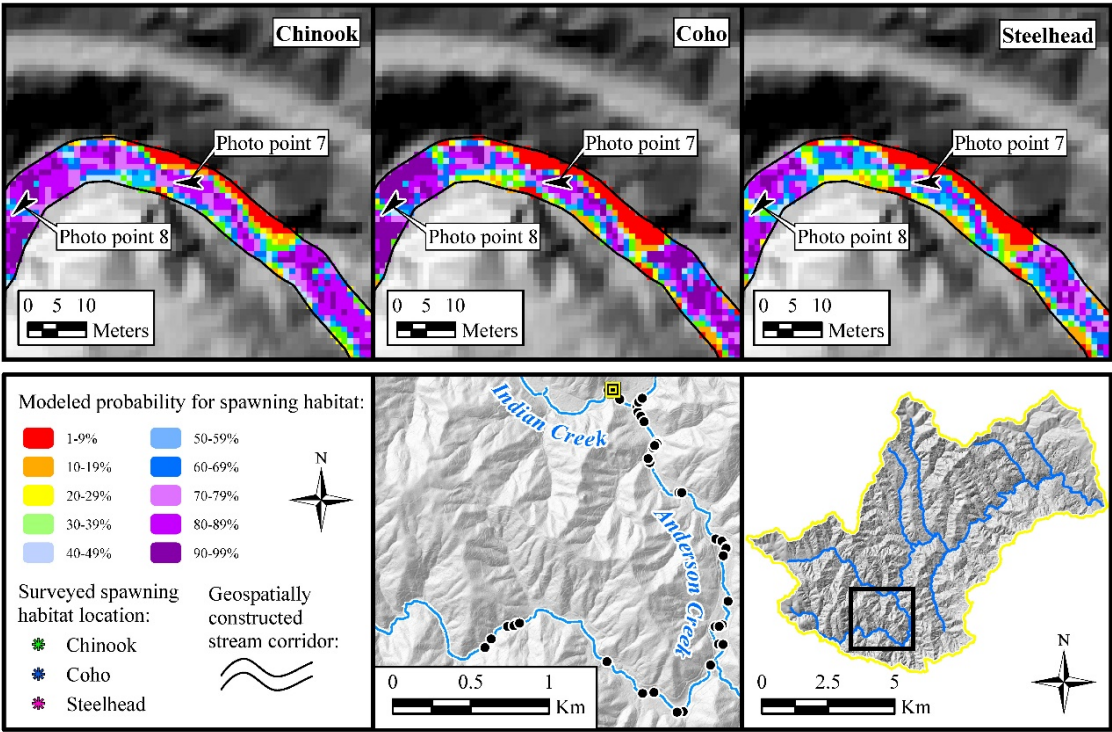 Chinook
Coho
Steelhead
Photo point 7
Photo point 7
Photo point 7
Photo point 8
Photo point 8
Photo point 8
0 5 10
Meters
0 5 10
Meters
0 5 10
Meters
Modeled probability for spawning habitat:
1-9%
50-59%
10-19%
60-69%
20-29%
70-79%
30-39%
80-89%
40-49%
90-99%
N
Surveyed spawning
habitat location:
Chinook
Coho
Steelhead
Geospatially
constructed
stream corridor:
Indian Creek
Anderson Creek
0 0.5 1
Km
N
0 2.5 5
Km